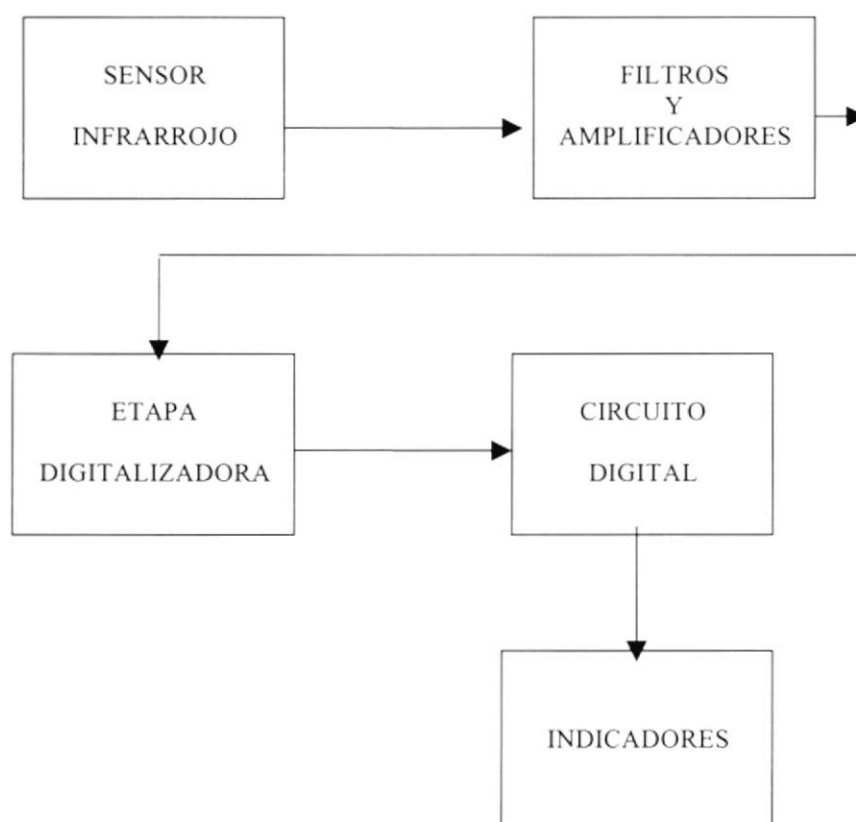 SENSOR
INFRARROJO
FILTROS
Y
AMPLIFICADORES
ETAPA
DIGITALIZADORA
CIRCUITO
DIGITAL
INDICADORES